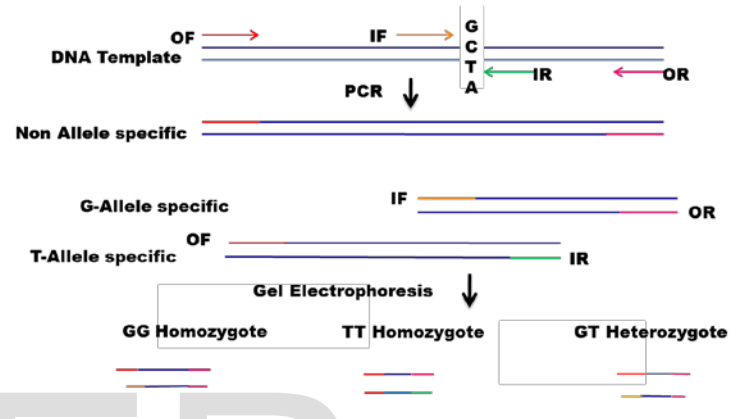 OF
IF
G
C
T
A
DNA Template
IR
OR
PCR
Non Allele specific
G-Allele specific
IF
OR
OF
T-Allele specific
IR
Gel Electrophoresis
GG Homozygote
TT Homozygote
GT Heterozygote